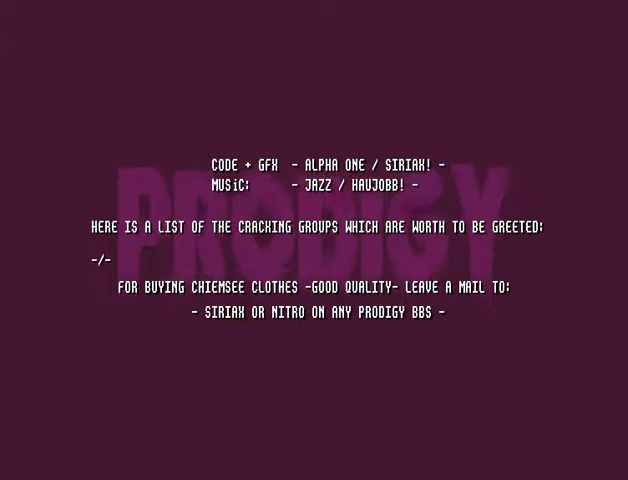 PRODIGY
CODE + GFX - ALPHA ONE / SIRIAX! -
MUSiC: - JAZZ / HAUJOBB! -
HERE IS A LIST OF THE CRACKING GROUPS WHICH ARE WORTH TO BE GREETED:
-/-
FOR BUYING CHIEMSEE CLOTHES -GOOD QUALITY- LEAVE A MAIL TO:
- SIRIAX OR NITRO ON ANY PRODIGY BBS -